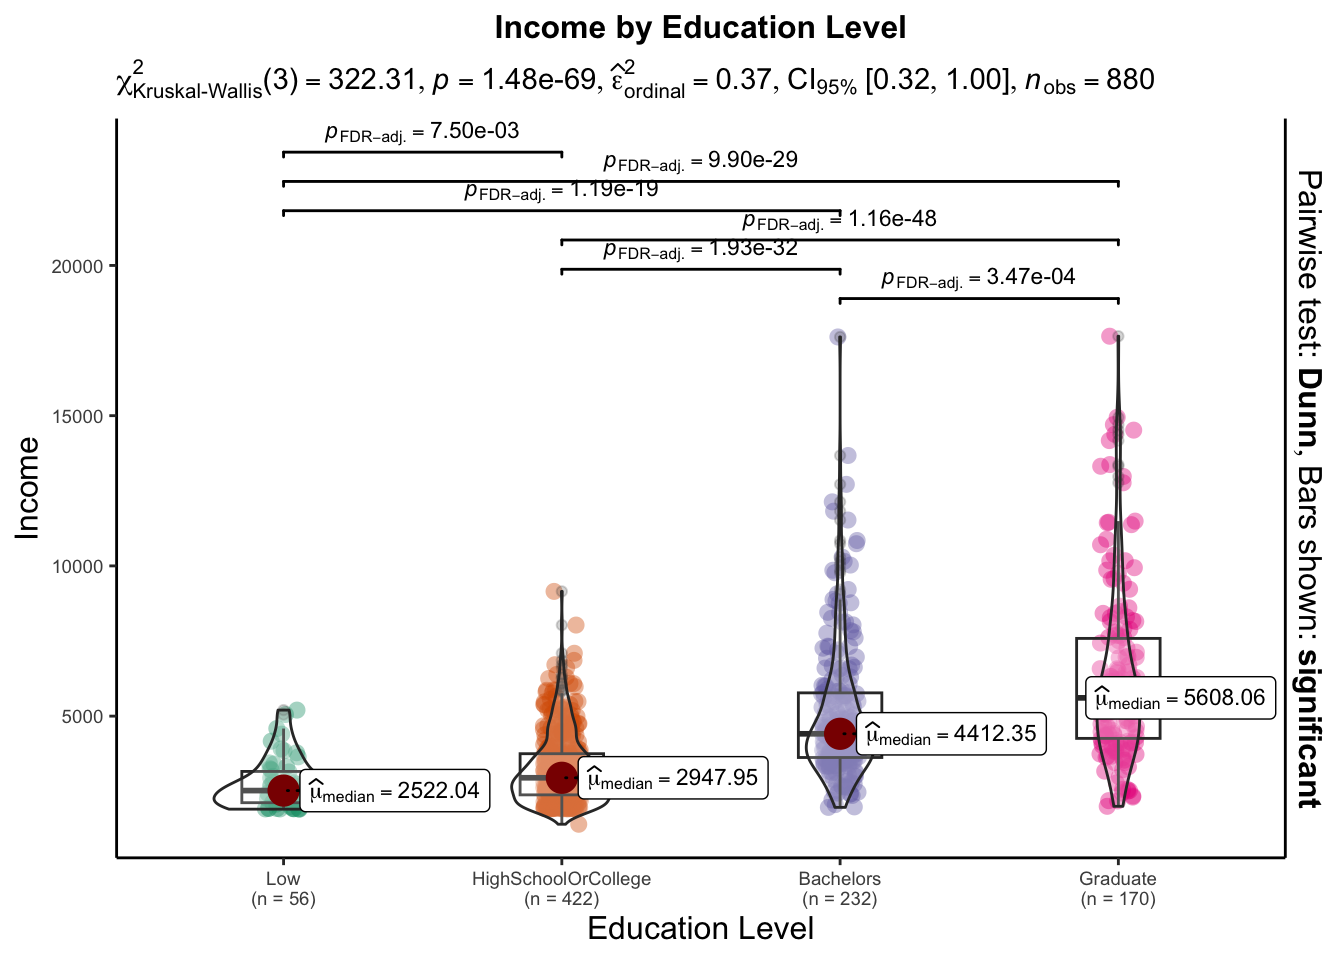 Income by Education Level
χ²Kruskal-Wallis(3) = 322.31, p = 1.48e-69, ε̂²ordinal = 0.37, CI95% [0.32, 1.00], nobs = 880
pFDR−adj. = 7.50e-03
pFDR−adj. = 9.90e-29
pFDR−adj. = 1.19e-19
pFDR−adj. = 1.16e-48
pFDR−adj. = 1.93e-32
pFDR−adj. = 3.47e-04
20000
15000
10000
5000
Income
μ̂median = 2522.04
μ̂median = 2947.95
μ̂median = 4412.35
μ̂median = 5608.06
Pairwise test: Dunn, Bars shown: significant
Low
(n = 56)
HighSchoolOrCollege
(n = 422)
Bachelors
(n = 232)
Graduate
(n = 170)
Education Level